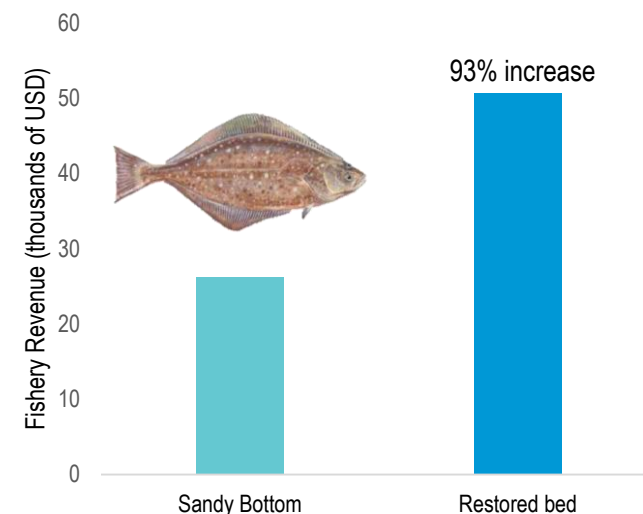 60
93% increase
50
40
30
20
10
0
Fishery Revenue (thousands of USD)
Sandy Bottom
Restored bed